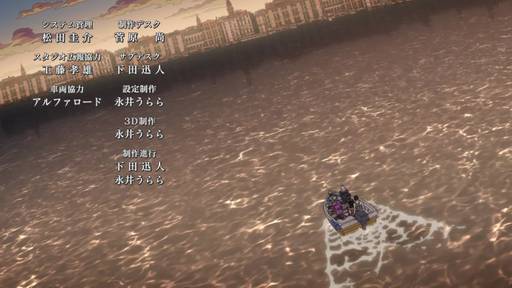 システム管理
松田圭介
スタジオ広報協力
工藤孝雄
車両協力
アルファロード
制作デスク
菅原　尚
サブデスク
下田迅人
設定制作
永井うらら
3D制作
永井うらら
制作進行
下田迅人
永井うらら